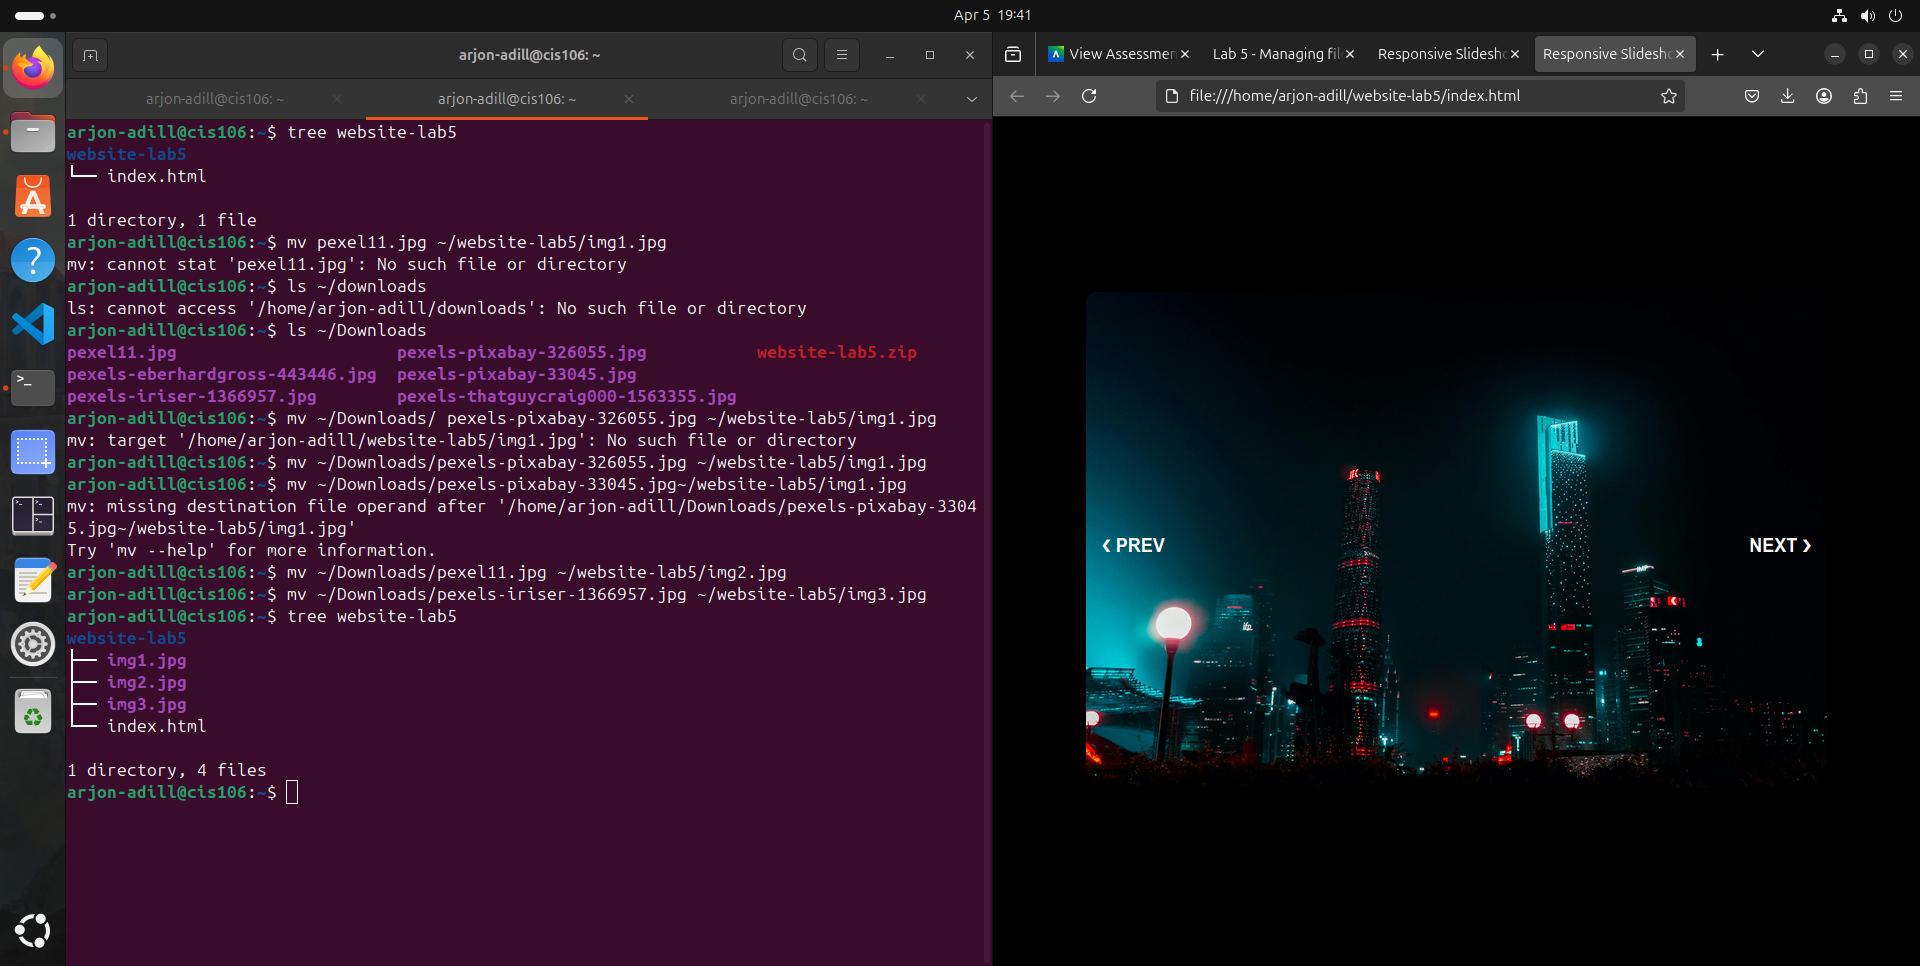 Apr 5 19:41
arjon-adill@cis106: ~
arjon-adill@cis106: ~
arjon-adill@cis106: ~
arjon-adill@cis106: ~
arjon-adill@cis106:~$ tree website-lab5
website-lab5
└── index.html
1 directory, 1 file
arjon-adill@cis106:~$ mv pexel11.jpg ~/website-lab5/img1.jpg
mv: cannot stat 'pexel11.jpg': No such file or directory
arjon-adill@cis106:~$ ls ~/downloads
ls: cannot access '/home/arjon-adill/downloads': No such file or directory
arjon-adill@cis106:~$ ls ~/Downloads
pexel11.jpg pexels-pixabay-326055.jpg website-lab5.zip
pexels-eberhardgross-443446.jpg pexels-pixabay-33045.jpg
pexels-iriser-1366957.jpg pexels-thatguycraig000-1563355.jpg
arjon-adill@cis106:~$ mv ~/Downloads/ pexels-pixabay-326055.jpg ~/website-lab5/img1.jpg
mv: target '/home/arjon-adill/website-lab5/img1.jpg': No such file or directory
arjon-adill@cis106:~$ mv ~/Downloads/pexels-pixabay-326055.jpg ~/website-lab5/img1.jpg
arjon-adill@cis106:~$ mv ~/Downloads/pexels-pixabay-33045.jpg~/website-lab5/img1.jpg
mv: missing destination file operand after '/home/arjon-adill/Downloads/pexels-pixabay-3304
5.jpg~/website-lab5/img1.jpg'
Try 'mv --help' for more information.
arjon-adill@cis106:~$ mv ~/Downloads/pexel11.jpg ~/website-lab5/img2.jpg
arjon-adill@cis106:~$ mv ~/Downloads/pexels-iriser-1366957.jpg ~/website-lab5/img3.jpg
arjon-adill@cis106:~$ tree website-lab5
website-lab5
├── img1.jpg
├── img2.jpg
├── img3.jpg
└── index.html
1 directory, 4 files
arjon-adill@cis106:~$
View Assessmen
Lab 5 - Managing fil
Responsive Slidesh
Responsive Slidesh
file:///home/arjon-adill/website-lab5/index.html
❮ PREV
NEXT ❯